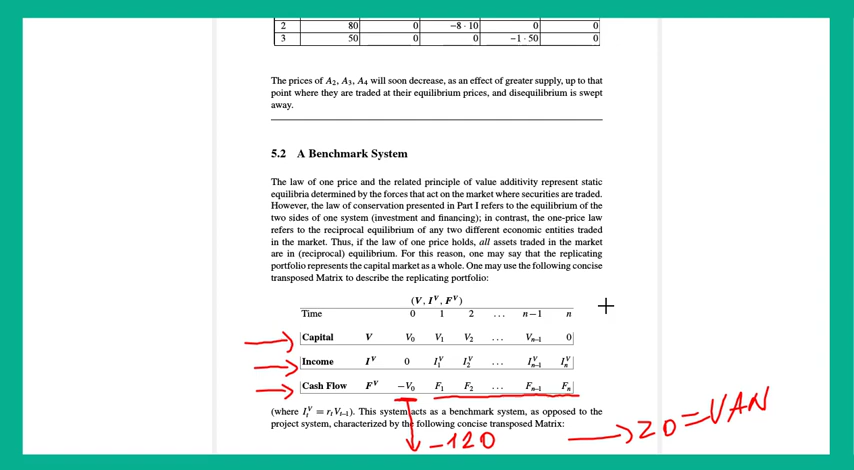 2 80 0 −8 · 10 0 0
3 50 0 0 −1 · 50 0
The prices of A2, A3, A4 will soon decrease, as an effect of greater supply, up to that
point where they are traded at their equilibrium prices, and disequilibrium is swept
away.
5.2 A Benchmark System
The law of one price and the related principle of value additivity represent static
equilibria determined by the forces that act on the market where securities are traded.
However, the law of conservation presented in Part I refers to the equilibrium of the
two sides of one system (investment and financing); in contrast, the one-price law
refers to the reciprocal equilibrium of any two different economic entities traded
in the market. Thus, if the law of one price holds, all assets traded in the market
are in (reciprocal) equilibrium. For this reason, one may say that the replicating
portfolio represents the capital market as a whole. One may use the following concise
transposed Matrix to describe the replicating portfolio:
(V, I^V, F^V)
Time 0 1 2 … n−1 n
Capital V V0 V1 V2 … Vn−1 0
Income I^V 0 I1^V I2^V … In−1^V In^V
Cash Flow F^V −V0 F1 F2 … Fn−1 Fn
(where It^V = rt Vt−1). This system acts as a benchmark system, as opposed to the
project system, characterized by the following concise transposed Matrix:
−120
20=VAN